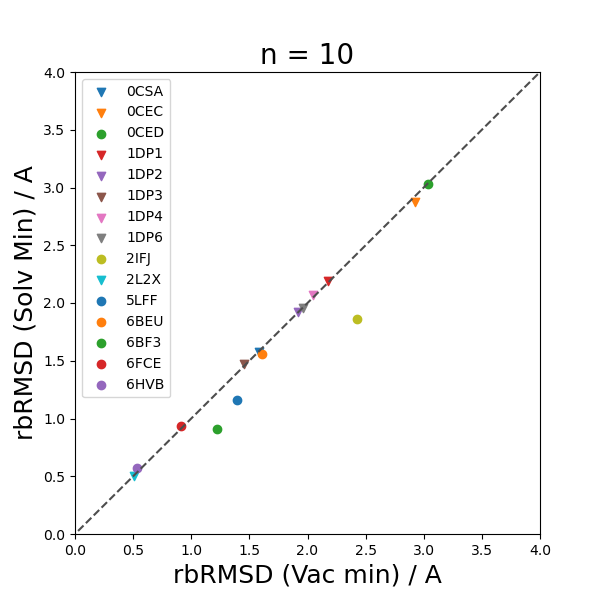 n = 10
0CSA
0CEC
0CED
1DP1
1DP2
1DP3
1DP4
1DP6
2IFJ
2L2X
5LFF
6BEU
6BF3
6FCE
6HVB
rbRMSD (Solv Min) / A
4.0
3.5
3.0
2.5
2.0
1.5
1.0
0.5
0.0
0.0 0.5 1.0 1.5 2.0 2.5 3.0 3.5 4.0
rbRMSD (Vac min) / A